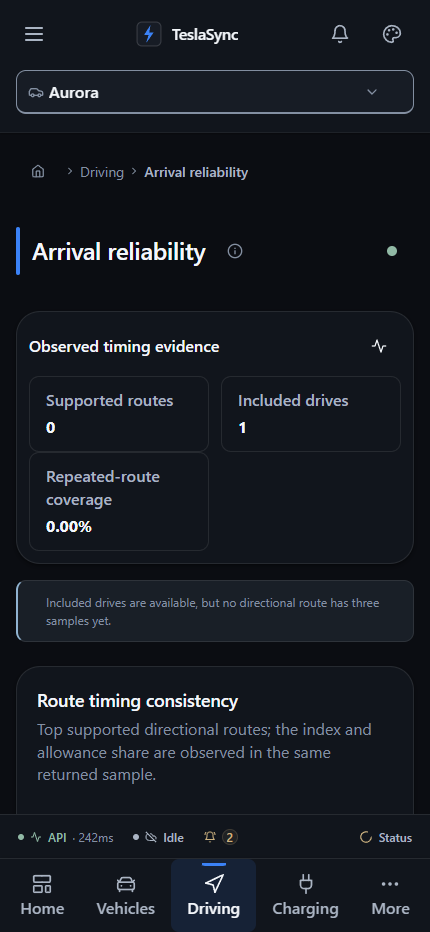 TeslaSync
Aurora
Driving
Arrival reliability
Arrival reliability
Observed timing evidence
Supported routes
0
Included drives
1
Repeated-route
coverage
0.00%
Included drives are available, but no directional route has three
samples yet.
Route timing consistency
Top supported directional routes; the index and
allowance share are observed in the same
returned sample.
API · 242ms
Idle
2
Status
Home
Vehicles
Driving
Charging
More